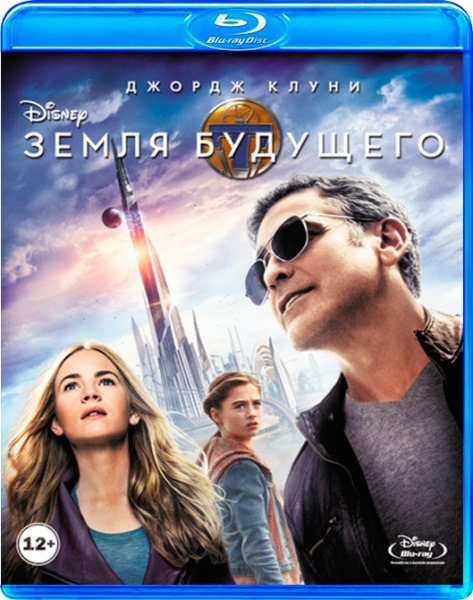 Blu-ray Disc
ДЖОРДЖ КЛУНИ
Disney
ЗЕМЛЯ БУДУЩЕГО
12+
Disney
Blu-ray